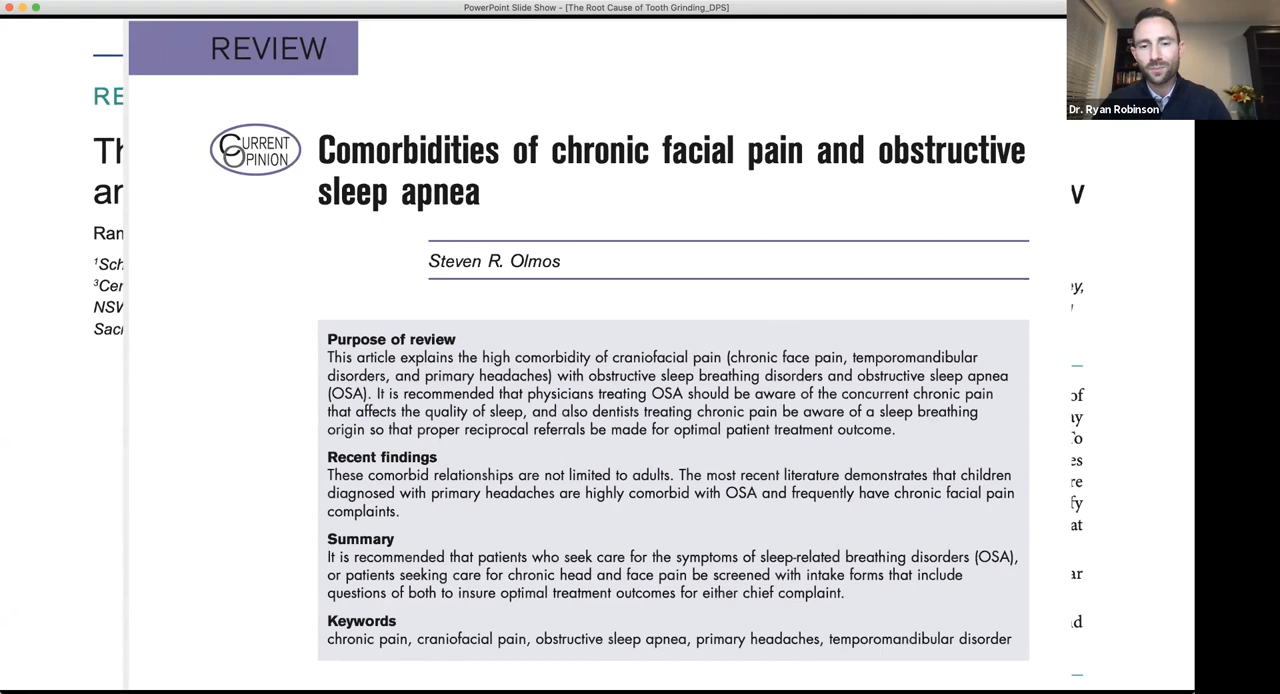 PowerPoint Slide Show - [The Root Cause of Tooth Grinding_DPS]
Dr. Ryan Robinson
REVIEW
CURRENT
OPINION
Comorbidities of chronic facial pain and obstructive
sleep apnea
Steven R. Olmos
Purpose of review
This article explains the high comorbidity of craniofacial pain (chronic face pain, temporomandibular
disorders, and primary headaches) with obstructive sleep breathing disorders and obstructive sleep apnea
(OSA). It is recommended that physicians treating OSA should be aware of the concurrent chronic pain
that affects the quality of sleep, and also dentists treating chronic pain be aware of a sleep breathing
origin so that proper reciprocal referrals be made for optimal patient treatment outcome.
Recent findings
These comorbid relationships are not limited to adults. The most recent literature demonstrates that children
diagnosed with primary headaches are highly comorbid with OSA and frequently have chronic facial pain
complaints.
Summary
It is recommended that patients who seek care for the symptoms of sleep-related breathing disorders (OSA),
or patients seeking care for chronic head and face pain be screened with intake forms that include
questions of both to insure optimal treatment outcomes for either chief complaint.
Keywords
chronic pain, craniofacial pain, obstructive sleep apnea, primary headaches, temporomandibular disorder